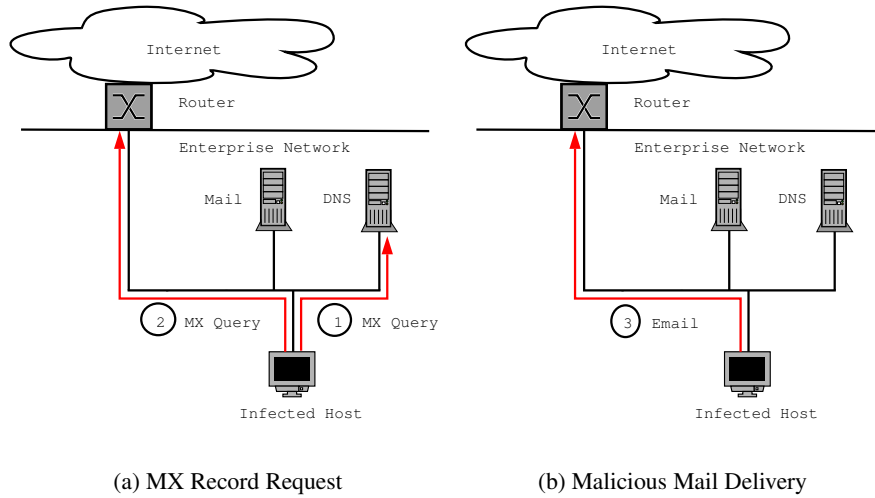 Internet
Router
Enterprise Network
Mail
DNS
2 MX Query
1 MX Query
Infected Host
(a) MX Record Request
Internet
Router
Enterprise Network
Mail
DNS
3 Email
Infected Host
(b) Malicious Mail Delivery